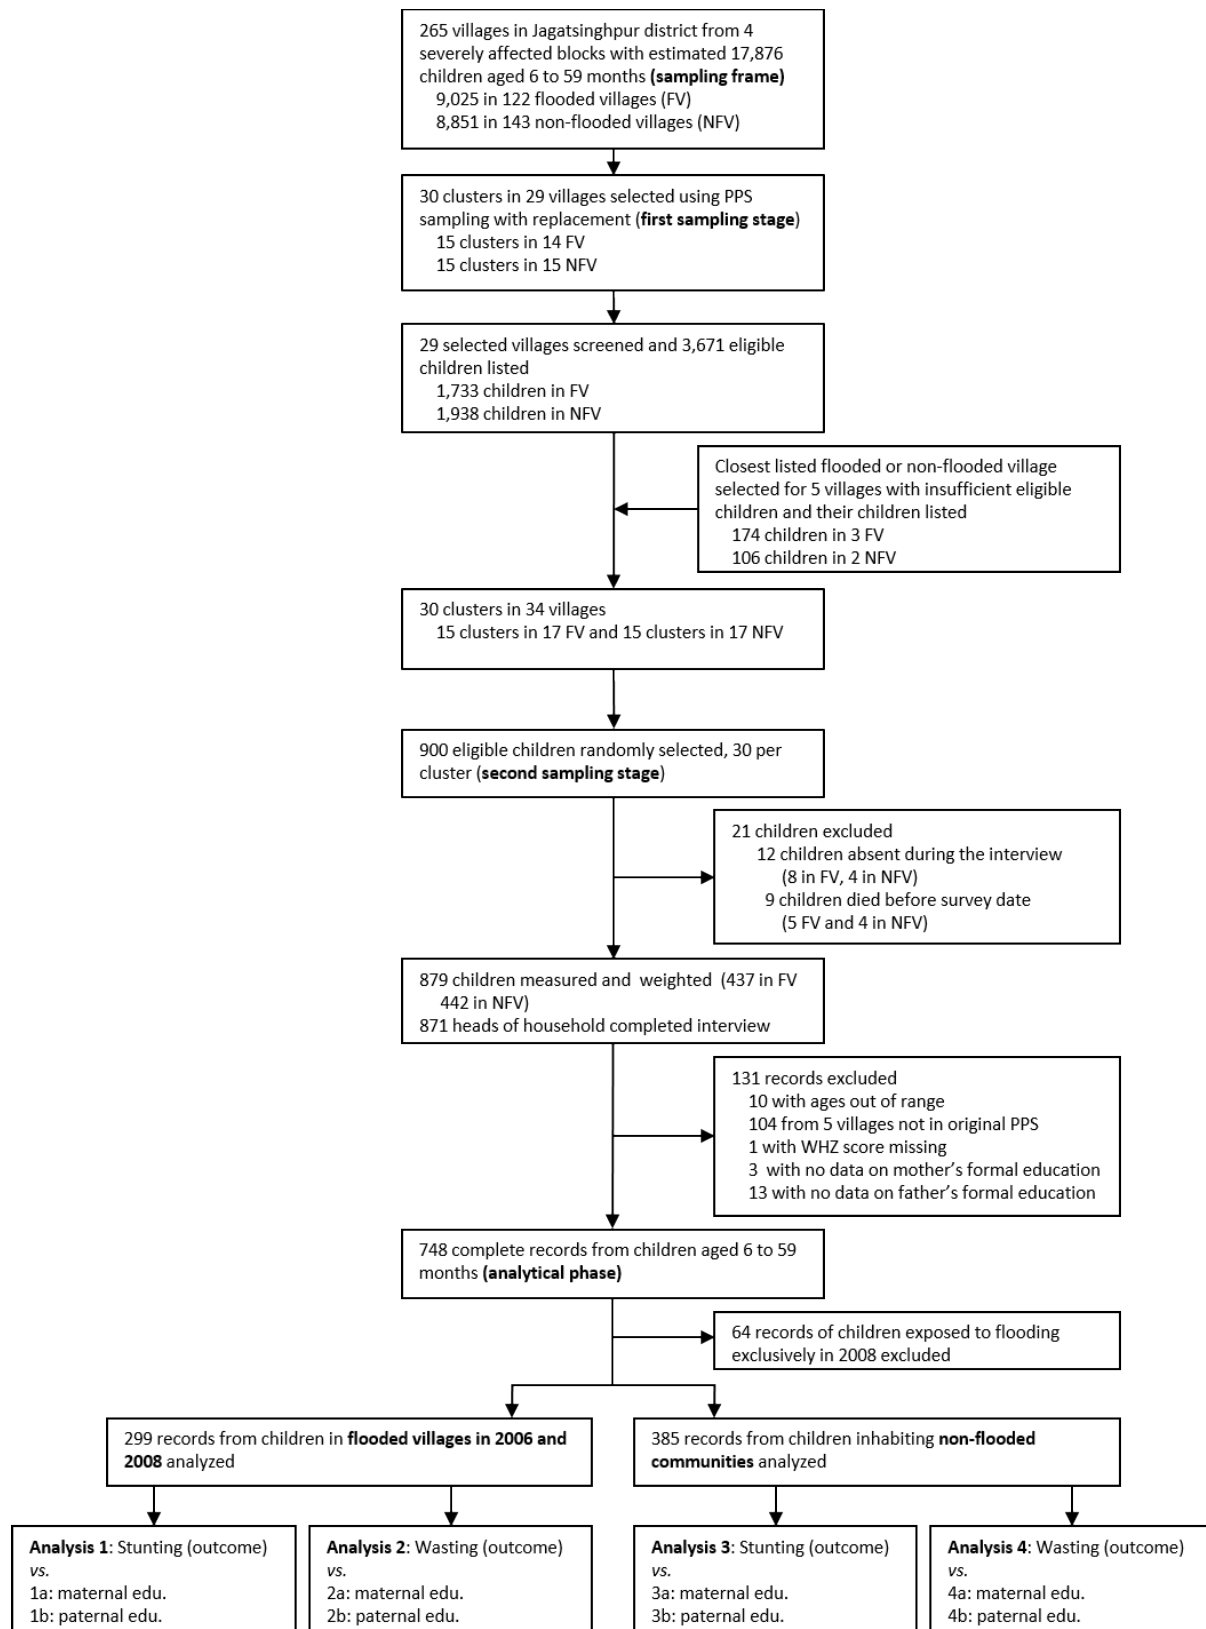 265 villages in Jagatsinghpur district from 4
severely affected blocks with estimated 17,876
children aged 6 to 59 months (sampling frame)
9,025 in 122 flooded villages (FV)
8,851 in 143 non-flooded villages (NFV)
30 clusters in 29 villages selected using PPS
sampling with replacement (first sampling stage)
15 clusters in 14 FV
15 clusters in 15 NFV
29 selected villages screened and 3,671 eligible
children listed
1,733 children in FV
1,938 children in NFV
Closest listed flooded or non-flooded village
selected for 5 villages with insufficient eligible
children and their children listed
174 children in 3 FV
106 children in 2 NFV
30 clusters in 34 villages
15 clusters in 17 FV and 15 clusters in 17 NFV
900 eligible children randomly selected, 30 per
cluster (second sampling stage)
21 children excluded
12 children absent during the interview
(8 in FV, 4 in NFV)
9 children died before survey date
(5 FV and 4 in NFV)
879 children measured and weighted (437 in FV
442 in NFV)
871 heads of household completed interview
131 records excluded
10 with ages out of range
104 from 5 villages not in original PPS
1 with WHZ score missing
3 with no data on mother's formal education
13 with no data on father's formal education
748 complete records from children aged 6 to 59
months (analytical phase)
64 records of children exposed to flooding
exclusively in 2008 excluded
299 records from children in flooded villages in 2006 and
2008 analyzed
385 records from children inhabiting non-flooded
communities analyzed
Analysis 1: Stunting (outcome)
vs.
1a: maternal edu.
1b: paternal edu.
Analysis 2: Wasting (outcome)
vs.
2a: maternal edu.
2b: paternal edu.
Analysis 3: Stunting (outcome)
vs.
3a: maternal edu.
3b: paternal edu.
Analysis 4: Wasting (outcome)
vs.
4a: maternal edu.
4b: paternal edu.